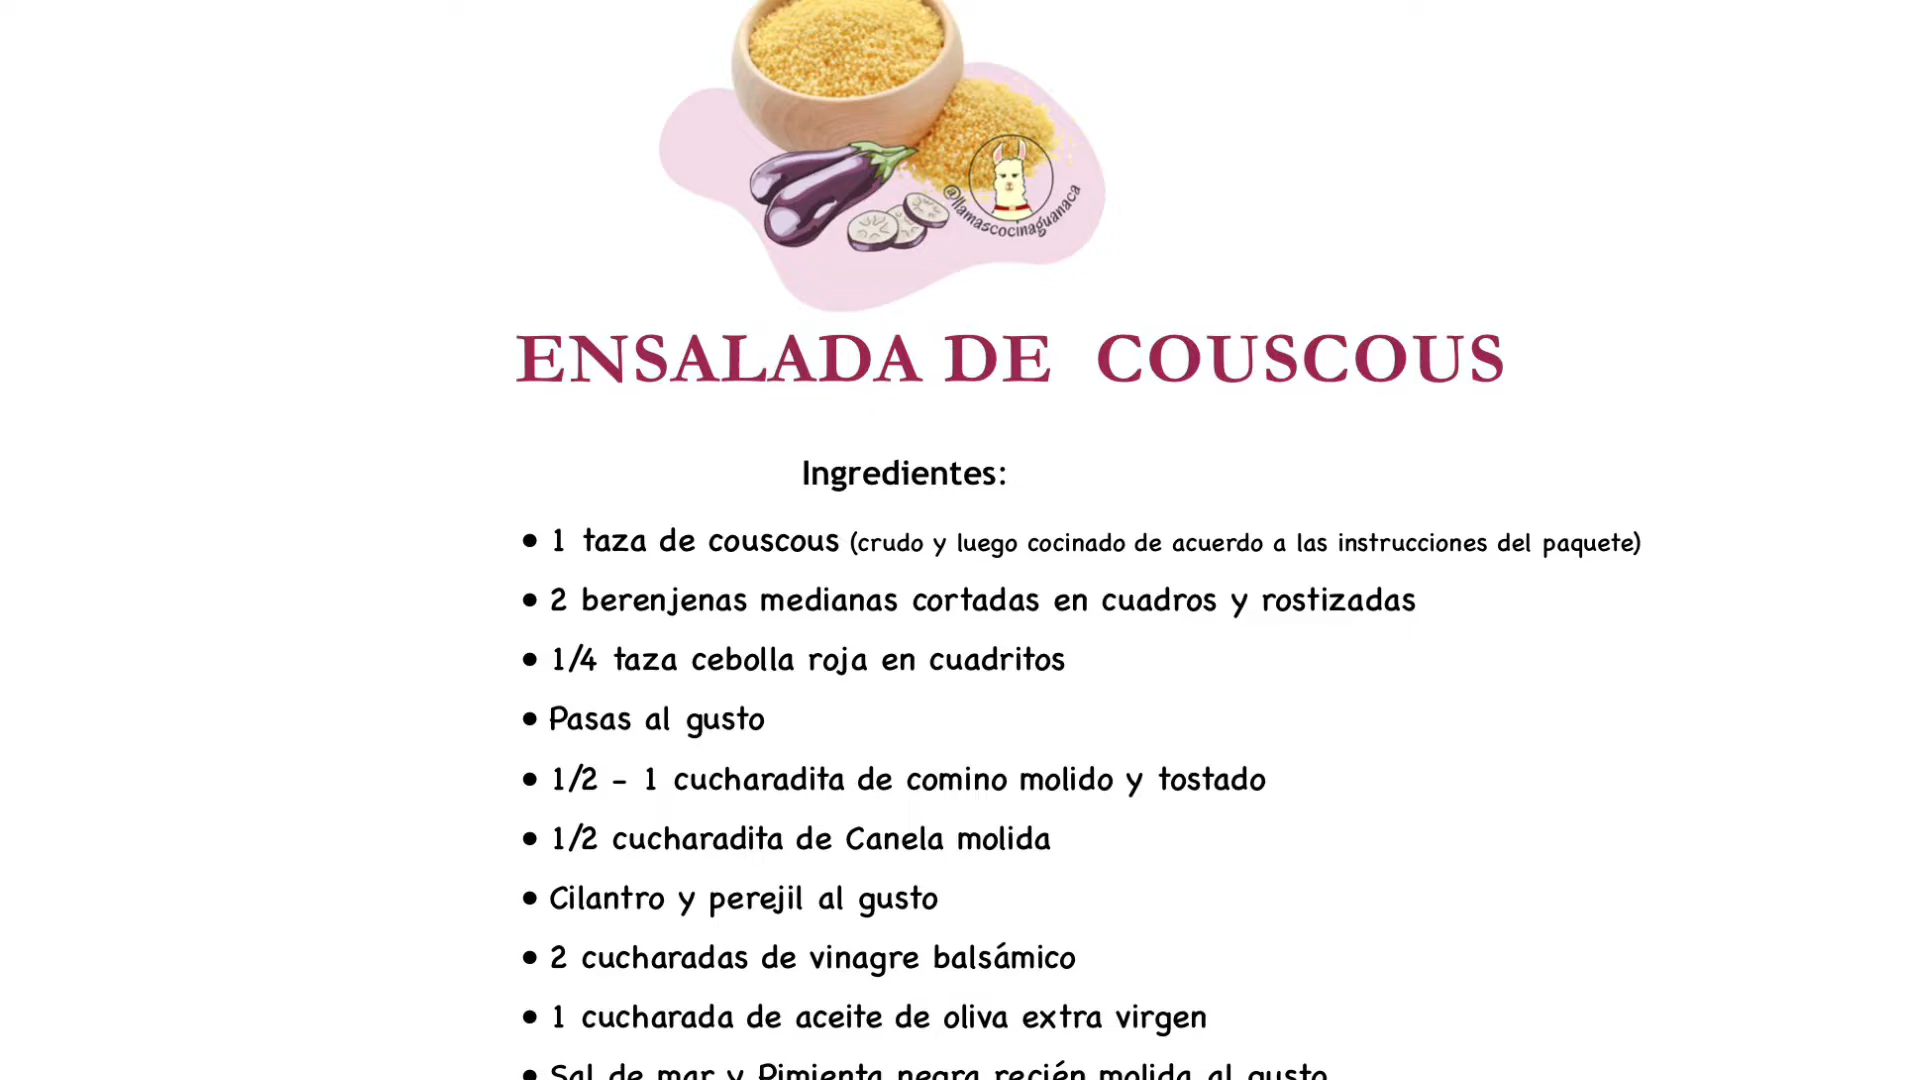 @llamascocinaguanaca
ENSALADA DE COUSCOUS
Ingredientes:
• 1 taza de couscous (crudo y luego cocinado de acuerdo a las instrucciones del paquete)
• 2 berenjenas medianas cortadas en cuadros y rostizadas
• 1/4 taza cebolla roja en cuadritos
• Pasas al gusto
• 1/2 - 1 cucharadita de comino molido y tostado
• 1/2 cucharadita de Canela molida
• Cilantro y perejil al gusto
• 2 cucharadas de vinagre balsámico
• 1 cucharada de aceite de oliva extra virgen
• Sal de mar y Pimienta negra recién molida al gusto